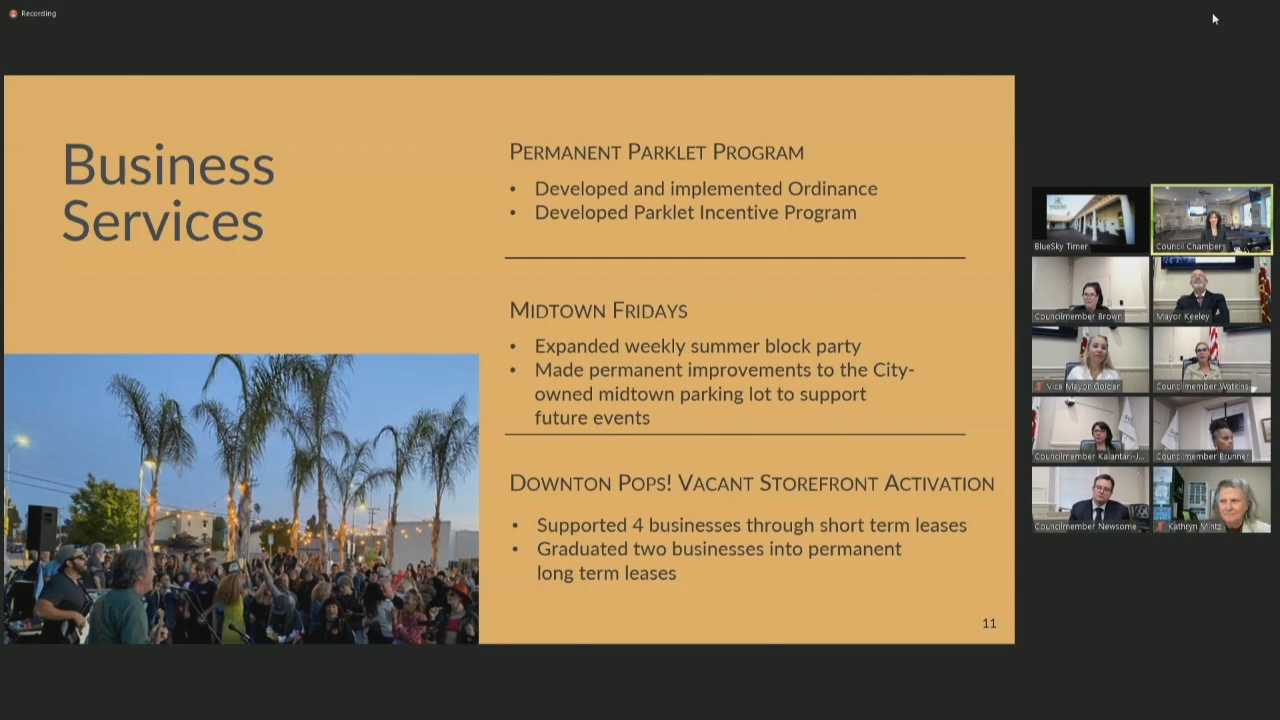 Recording
Business
Services
PERMANENT PARKLET PROGRAM
• Developed and implemented Ordinance
• Developed Parklet Incentive Program
MIDTOWN FRIDAYS
• Expanded weekly summer block party
• Made permanent improvements to the City-
owned midtown parking lot to support
future events
DOWNTON POPS! VACANT STOREFRONT ACTIVATION
• Supported 4 businesses through short term leases
• Graduated two businesses into permanent
long term leases
11
BlueSky Timer
Council Chambers
Councilmember Brown
Mayor Keeley
Vice Mayor Golder
Councilmember Watkins
Councilmember Kalantari-J...
Councilmember Brunner
Councilmember Newsome
Kathryn Mintz